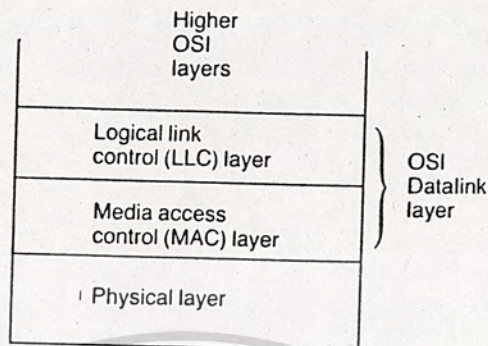 Higher
OSI
layers
Logical link
control (LLC) layer
Media access
control (MAC) layer
OSI
Datalink
layer
Physical layer